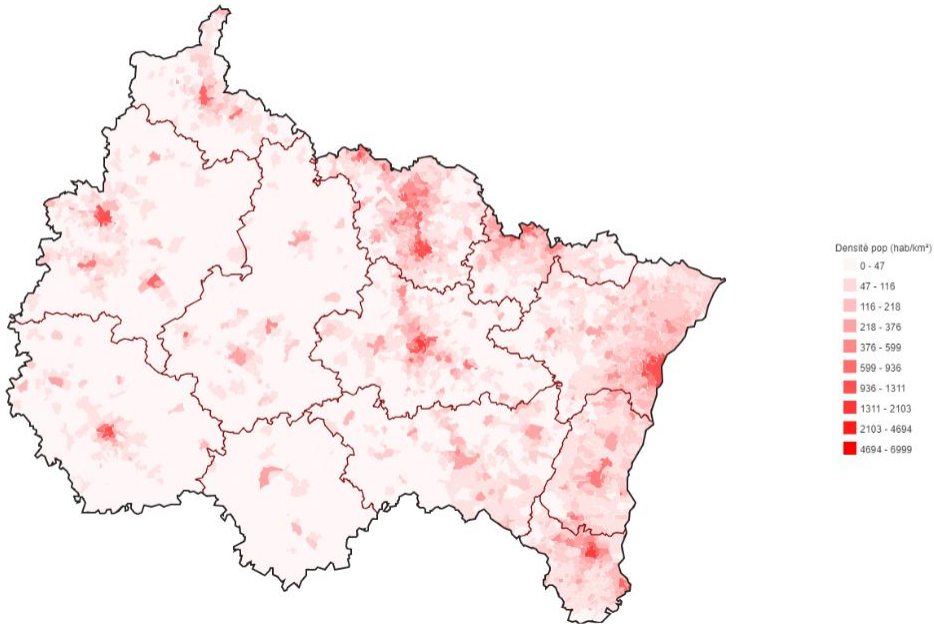 Densité pop (hab/km²)
0 - 47
47 - 116
116 - 218
218 - 376
376 - 599
599 - 936
936 - 1311
1311 - 2103
2103 - 4694
4694 - 6999